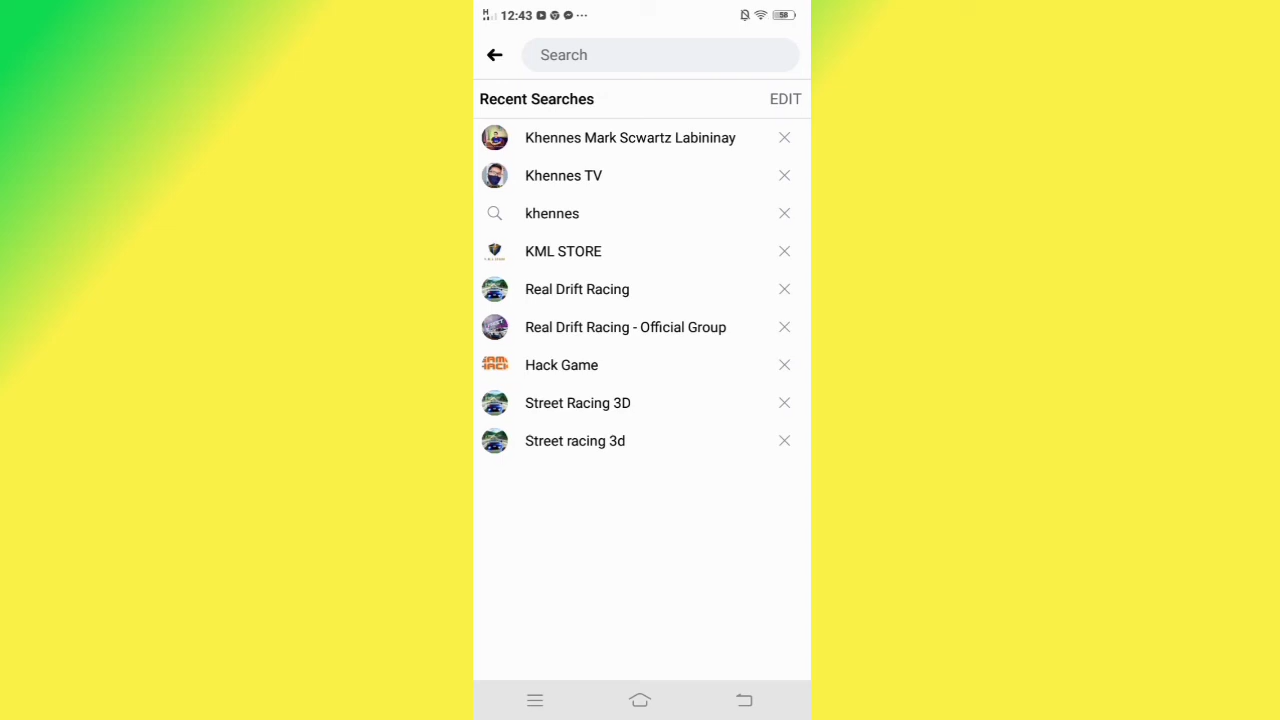 12:43
58
Search
Recent Searches EDIT
Khennes Mark Scwartz Labininay
Khennes TV
khennes
KML STORE
Real Drift Racing
Real Drift Racing - Official Group
Hack Game
Street Racing 3D
Street racing 3d